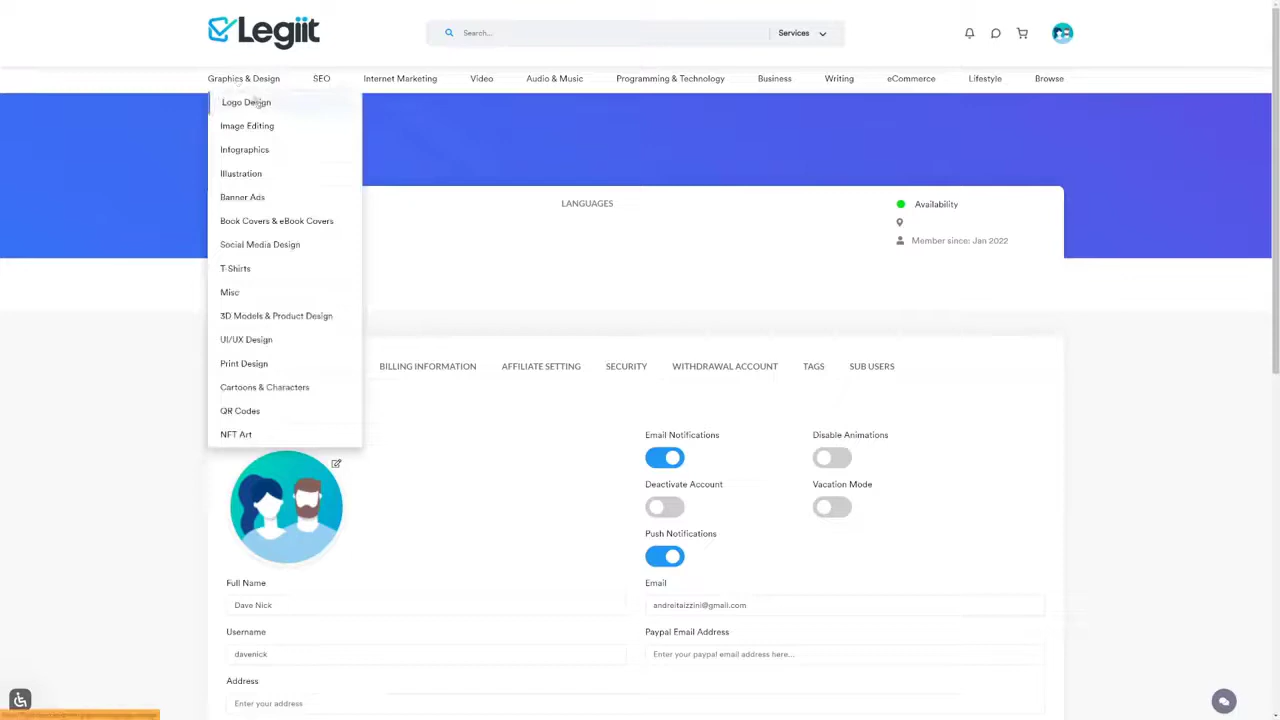 Legiit
Search...
Services
Graphics & Design
SEO
Internet Marketing
Video
Audio & Music
Programming & Technology
Business
Writing
eCommerce
Lifestyle
Browse
Logo Design
Image Editing
Infographics
Illustration
Banner Ads
Book Covers & eBook Covers
Social Media Design
T-Shirts
Misc
3D Models & Product Design
UI/UX Design
Print Design
Cartoons & Characters
QR Codes
NFT Art
LANGUAGES
Availability
Member since: Jan 2022
BILLING INFORMATION
AFFILIATE SETTING
SECURITY
WITHDRAWAL ACCOUNT
TAGS
SUB USERS
Email Notifications
Disable Animations
Deactivate Account
Vacation Mode
Push Notifications
Full Name
Email
Dave Nick
andreitaizzini@gmail.com
Username
Paypal Email Address
davenick
Enter your paypal email address here...
Address
Enter your address